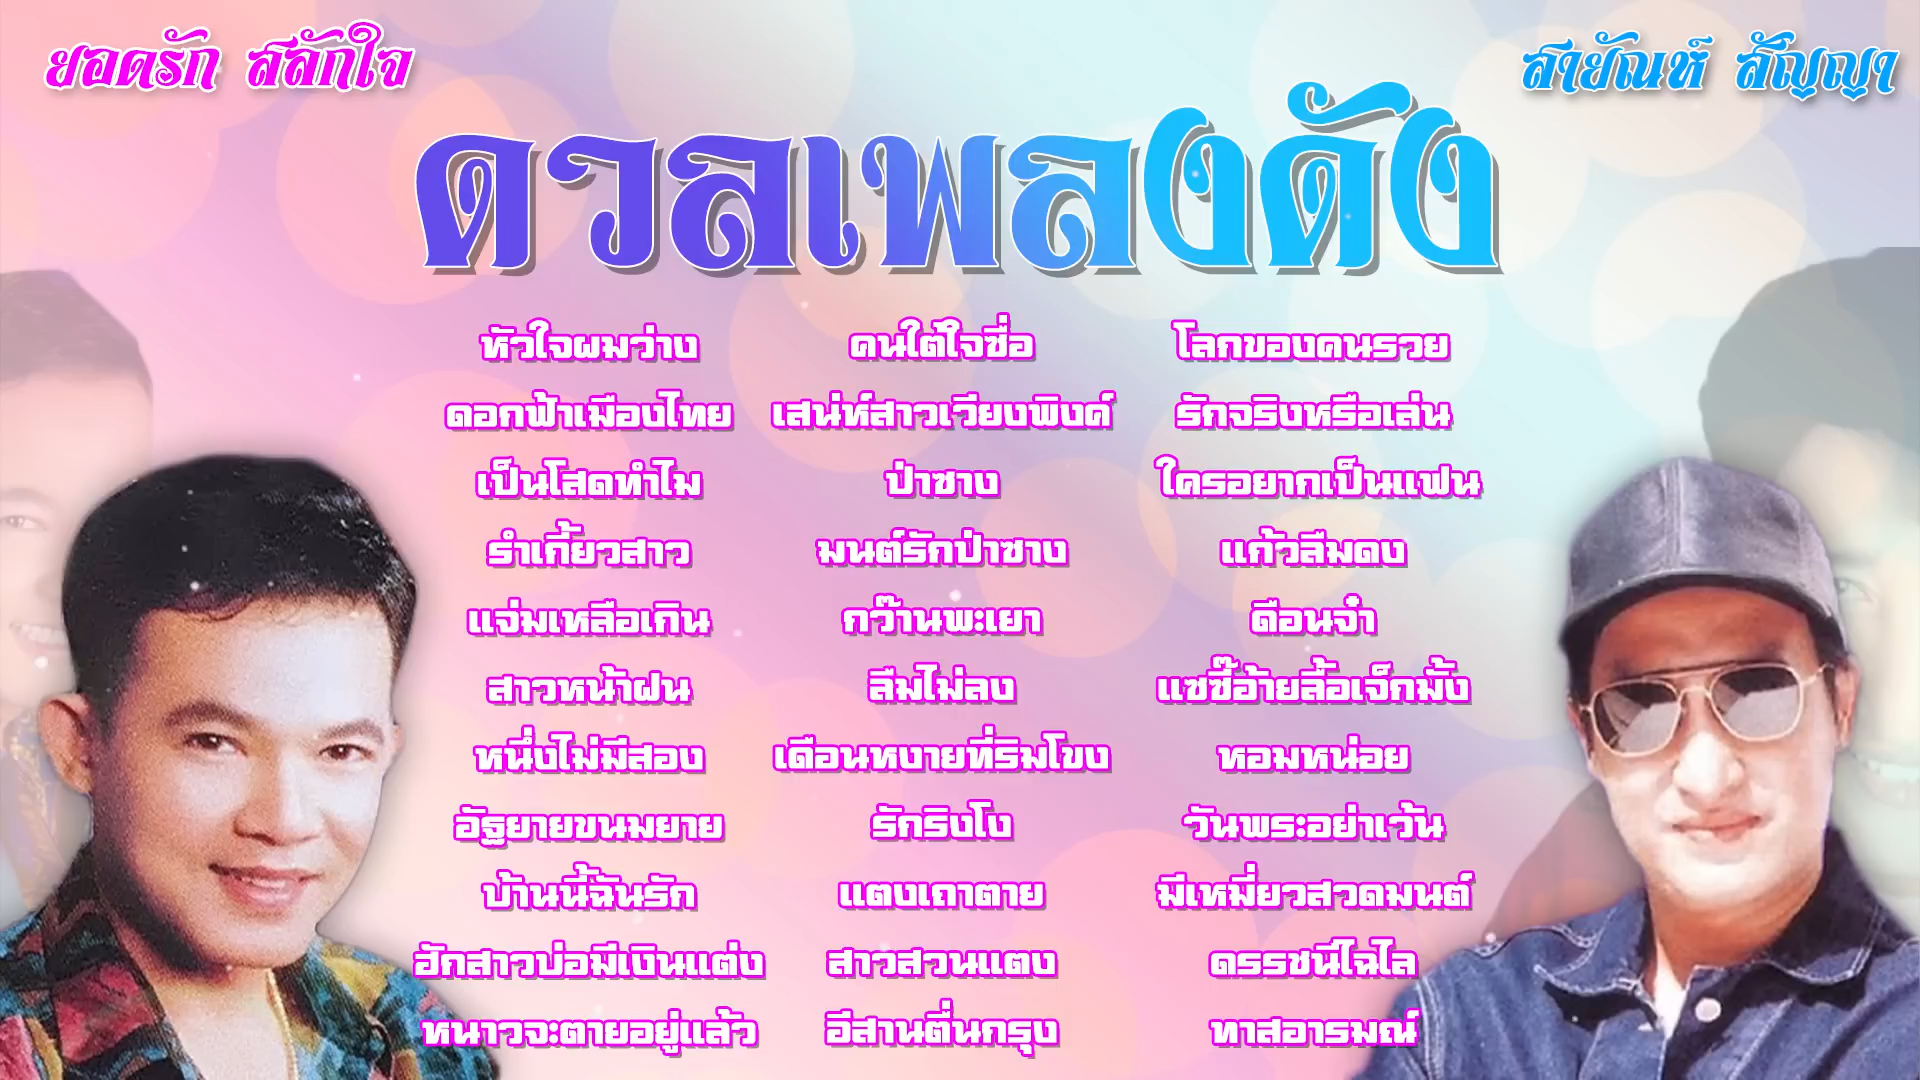 ยอดรัก สลักใจ
สายัณห์ สัญญา
ดวลเพลงดัง
หัวใจผมว่าง
ดอกฟ้าเมืองไทย
เป็นโสดทำไม
รำเกี้ยวสาว
แจ่มเหลือเกิน
สาวหน้าฝน
หนึ่งไม่มีสอง
อัฐยายขนมยาย
บ้านนี้ฉันรัก
ฮักสาวบ่อมีเงินแต่ง
หนาวจะตายอยู่แล้ว
คนใต้ใจซื่อ
เสน่ห์สาวเวียงพิงค์
ป่าซาง
มนต์รักป่าซาง
กว๊านพะเยา
ลืมไม่ลง
เดือนหงายที่ริมโขง
รักริงโง
แตงเถาตาย
สาวสวนแตง
อีสานตื่นกรุง
โลกของคนรวย
รักจริงหรือเล่น
ใครอยากเป็นแฟน
แก้วลืมดง
ดือนจ๋า
แซซี๊อ้ายลื้อเจ็กมั้ง
หอมหน่อย
วันพระอย่าเว้น
มีเหมี่ยวสวดมนต์
ดรรชนีไฉไล
ทาสอารมณ์